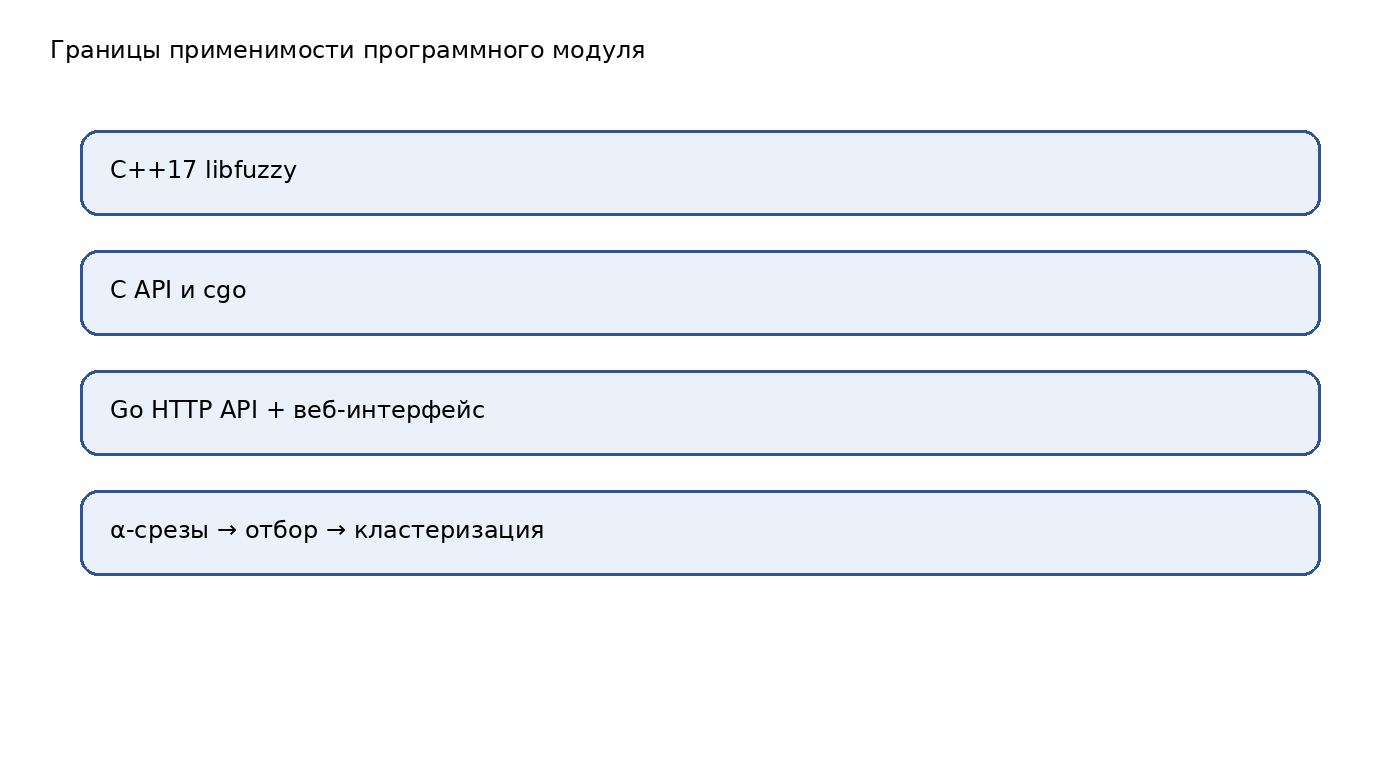 Границы применимости программного модуля
C++17 libfuzzy
C API и cgo
Go HTTP API + веб-интерфейс
α-срезы → отбор → кластеризация